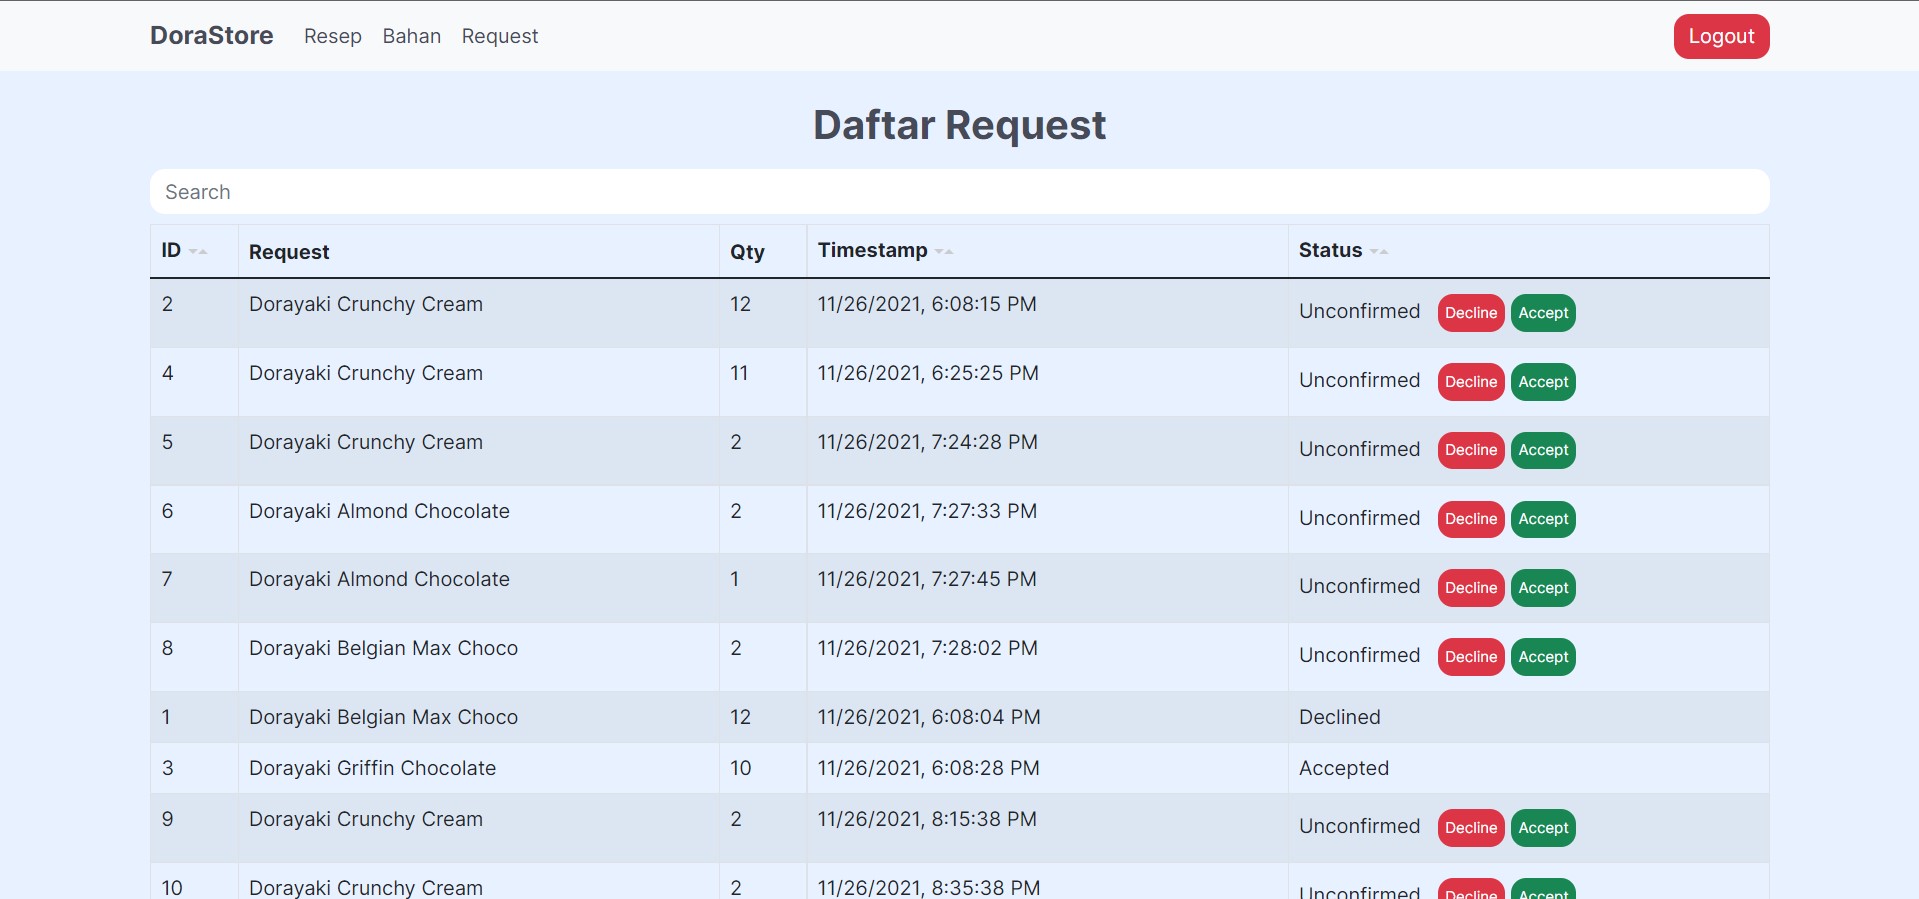 DoraStore Resep Bahan Request Logout
Daftar Request
Search
ID Request Qty Timestamp Status
2 Dorayaki Crunchy Cream 12 11/26/2021, 6:08:15 PM Unconfirmed Decline Accept
4 Dorayaki Crunchy Cream 11 11/26/2021, 6:25:25 PM Unconfirmed Decline Accept
5 Dorayaki Crunchy Cream 2 11/26/2021, 7:24:28 PM Unconfirmed Decline Accept
6 Dorayaki Almond Chocolate 2 11/26/2021, 7:27:33 PM Unconfirmed Decline Accept
7 Dorayaki Almond Chocolate 1 11/26/2021, 7:27:45 PM Unconfirmed Decline Accept
8 Dorayaki Belgian Max Choco 2 11/26/2021, 7:28:02 PM Unconfirmed Decline Accept
1 Dorayaki Belgian Max Choco 12 11/26/2021, 6:08:04 PM Declined
3 Dorayaki Griffin Chocolate 10 11/26/2021, 6:08:28 PM Accepted
9 Dorayaki Crunchy Cream 2 11/26/2021, 8:15:38 PM Unconfirmed Decline Accept
10 Dorayaki Crunchy Cream 2 11/26/2021, 8:35:38 PM Unconfirmed Decline Accept